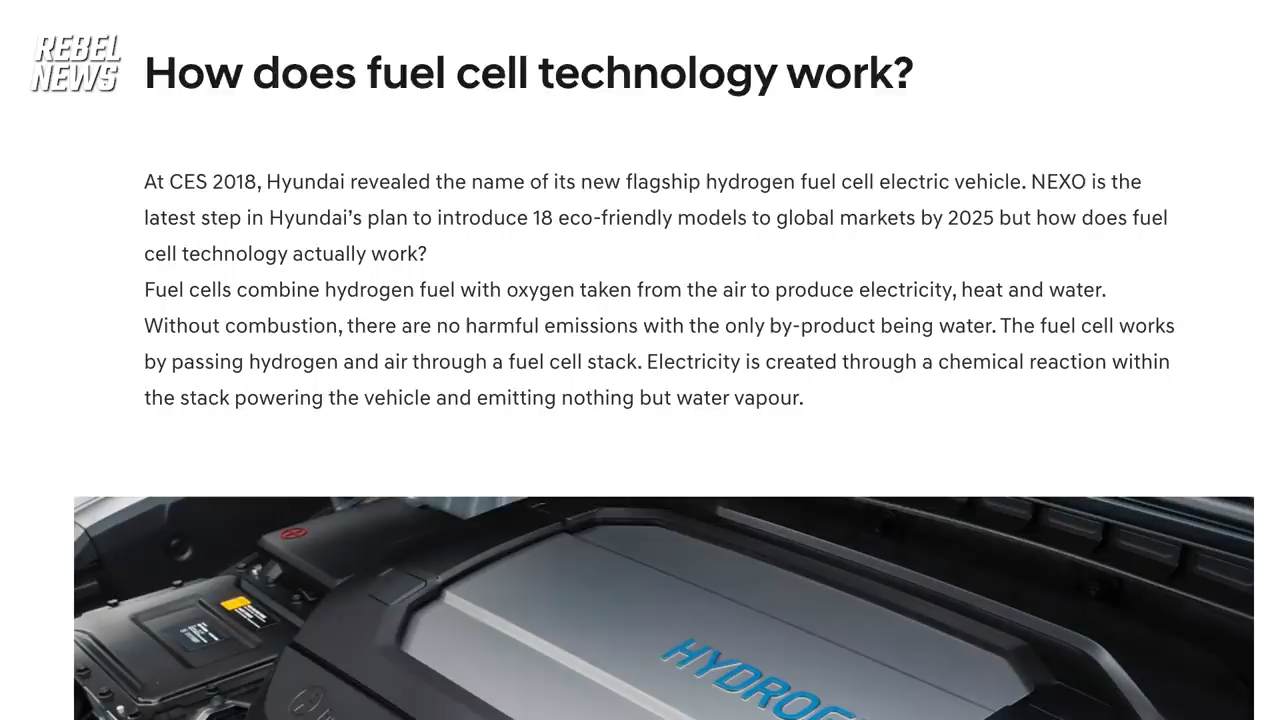 REBEL
NEWS
How does fuel cell technology work?
At CES 2018, Hyundai revealed the name of its new flagship hydrogen fuel cell electric vehicle. NEXO is the
latest step in Hyundai’s plan to introduce 18 eco-friendly models to global markets by 2025 but how does fuel
cell technology actually work?
Fuel cells combine hydrogen fuel with oxygen taken from the air to produce electricity, heat and water.
Without combustion, there are no harmful emissions with the only by-product being water. The fuel cell works
by passing hydrogen and air through a fuel cell stack. Electricity is created through a chemical reaction within
the stack powering the vehicle and emitting nothing but water vapour.
HYDROG